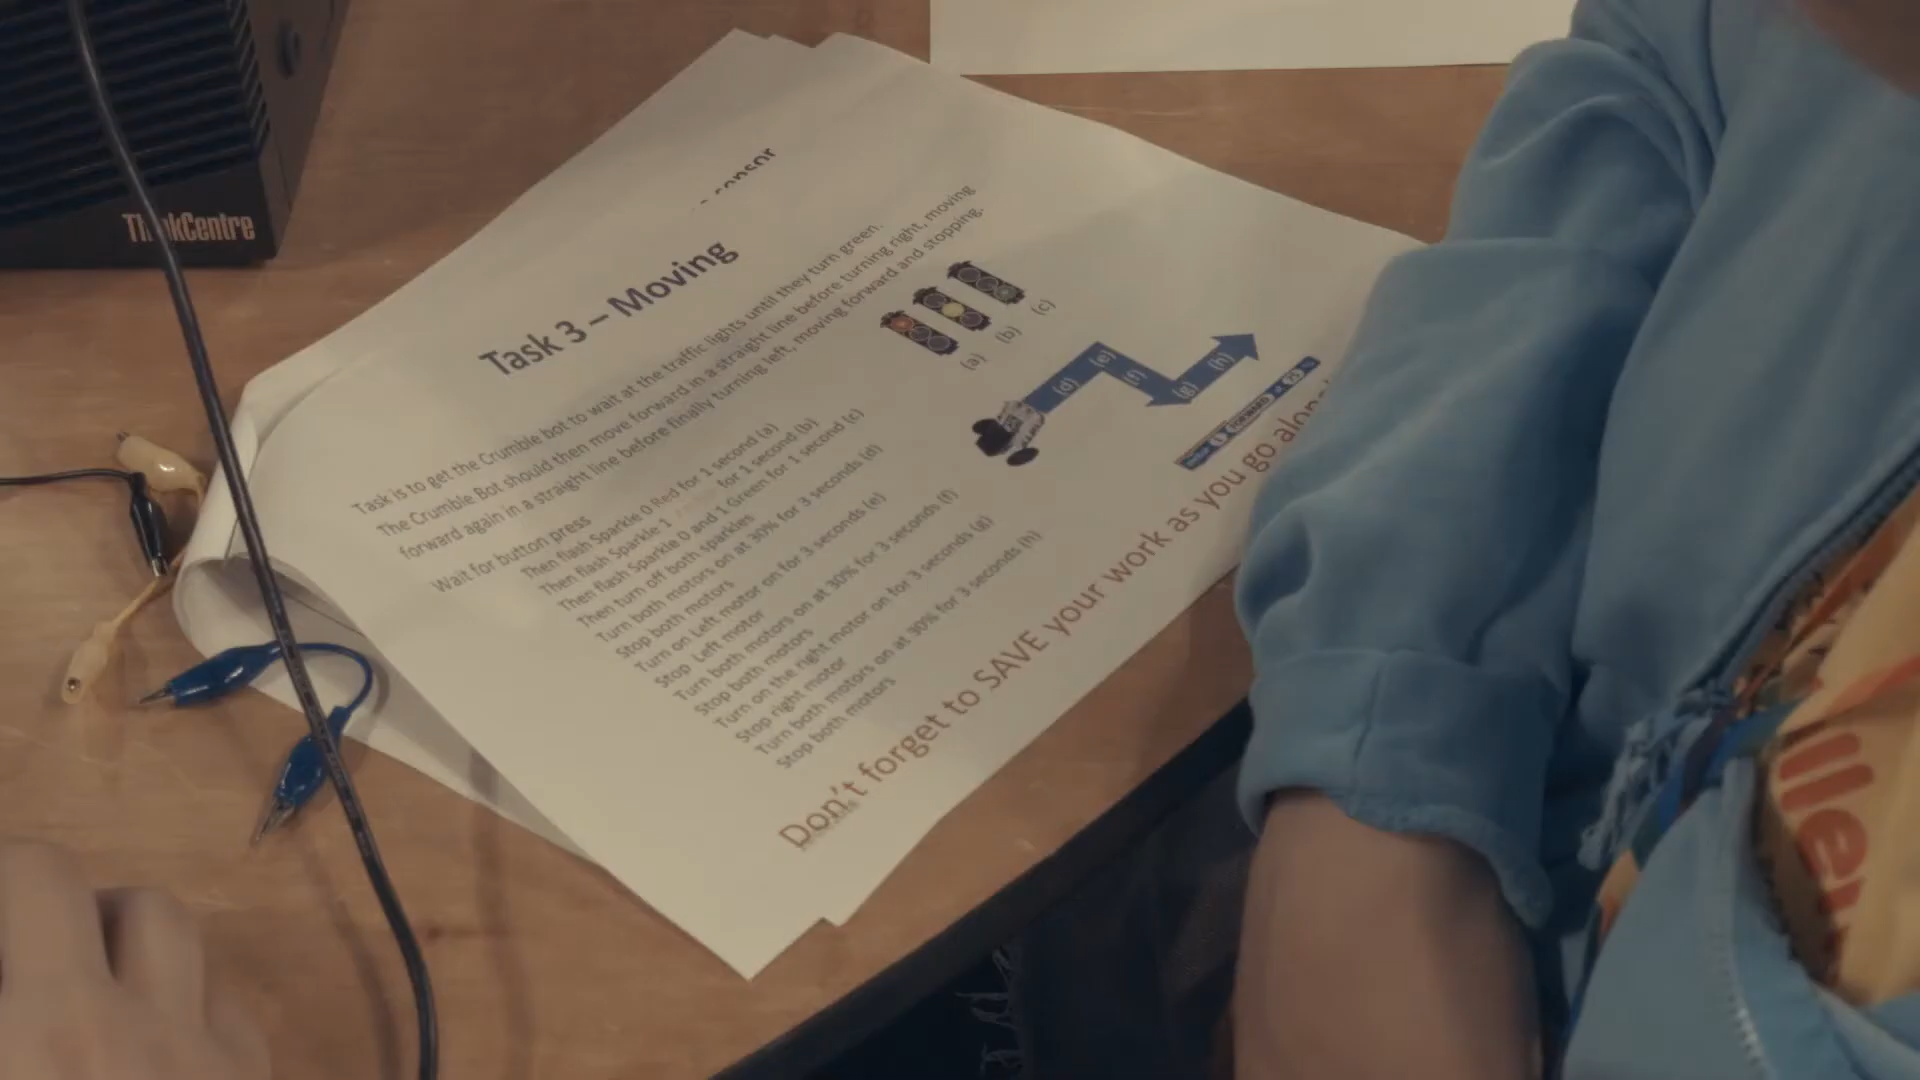 ThinkCentre
Task 3 – Moving
Task is to get the Crumble bot to wait at the traffic lights until they turn green.
The Crumble Bot should then move forward in a straight line before turning right, moving
forward again in a straight line before finally turning left, moving forward and stopping.
Wait for button press
Then flash Sparkle 0 Red for 1 second (a)
Then flash Sparkle 1 for 1 second (b)
Then flash Sparkle 0 and 1 Green for 1 second (c)
Then turn off both sparkles
Turn both motors on at 30% for 3 seconds (d)
Stop both motors
Turn on Left motor on for 3 seconds (e)
Stop Left motor
Turn both motors on at 30% for 3 seconds (f)
Stop both motors
Turn on the right motor on for 3 seconds (g)
Stop right motor
Turn both motors on at 30% for 3 seconds (h)
Stop both motors
(a)
(b)
(c)
(d)
(e)
(f)
(g)
(h)
motor 1 FORWARD at 75 %
Don't forget to SAVE your work as you go along